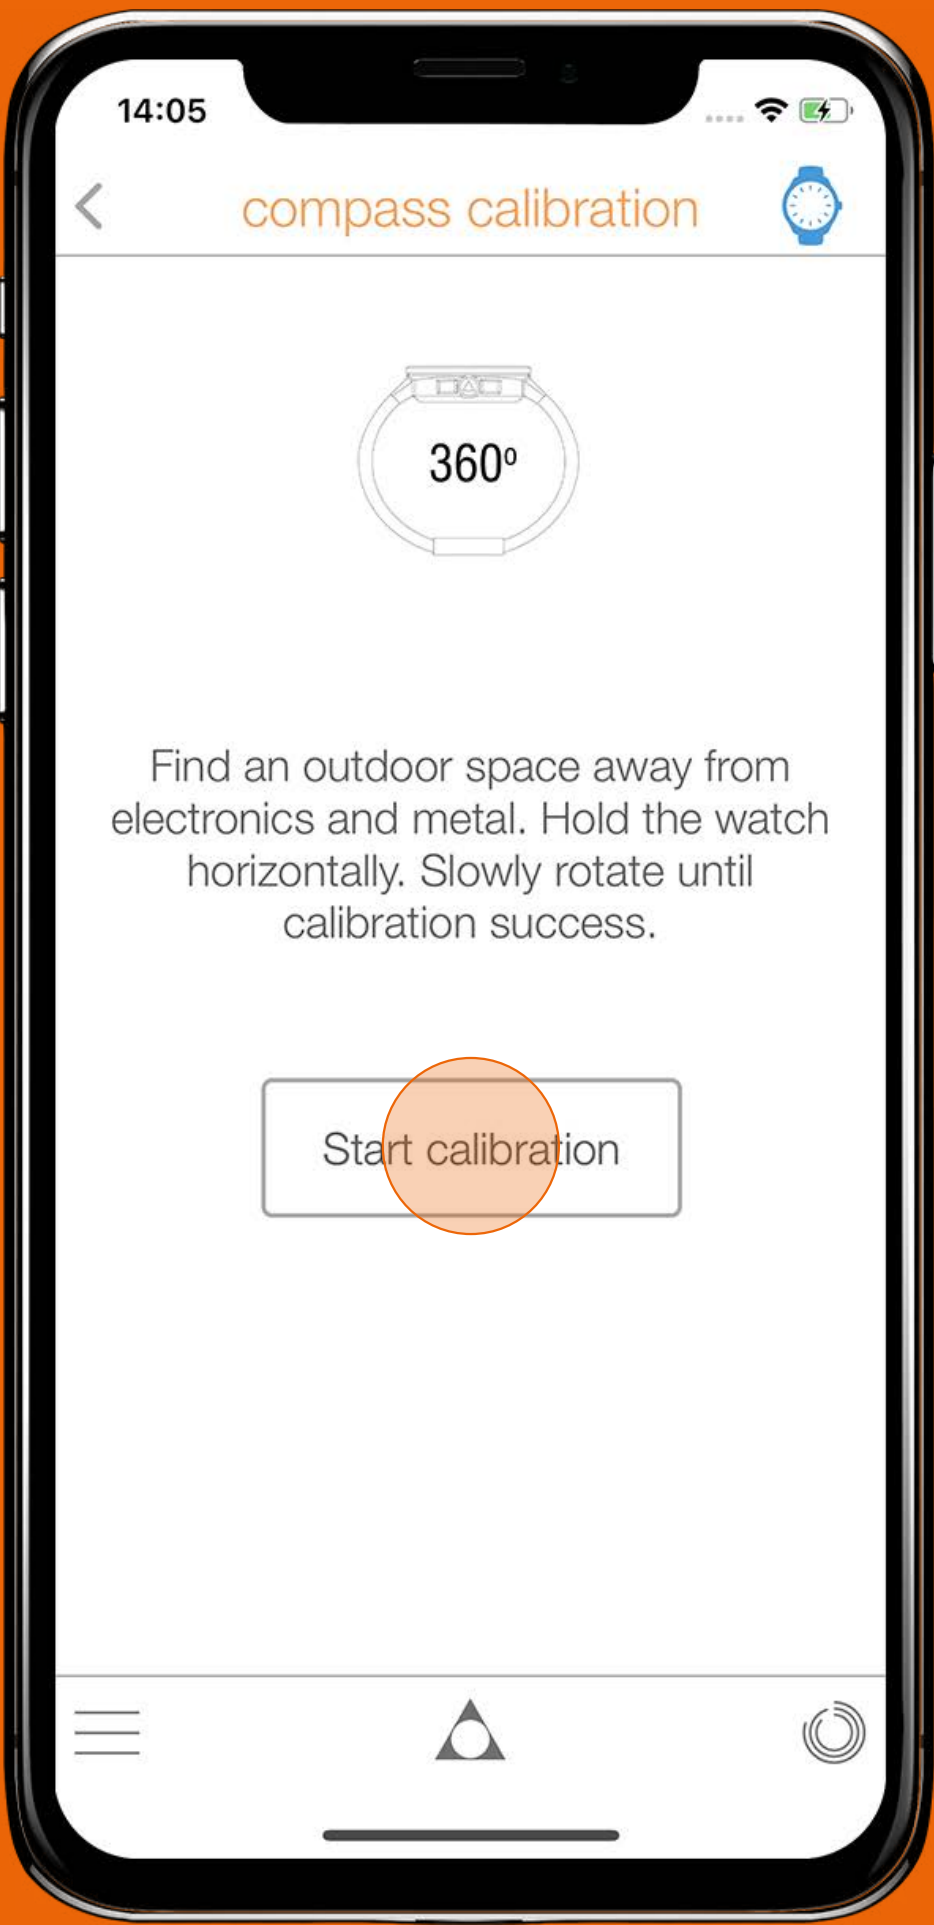 14:05
compass calibration
360º
Find an outdoor space away from
electronics and metal. Hold the watch
horizontally. Slowly rotate until
calibration success.
Start calibration